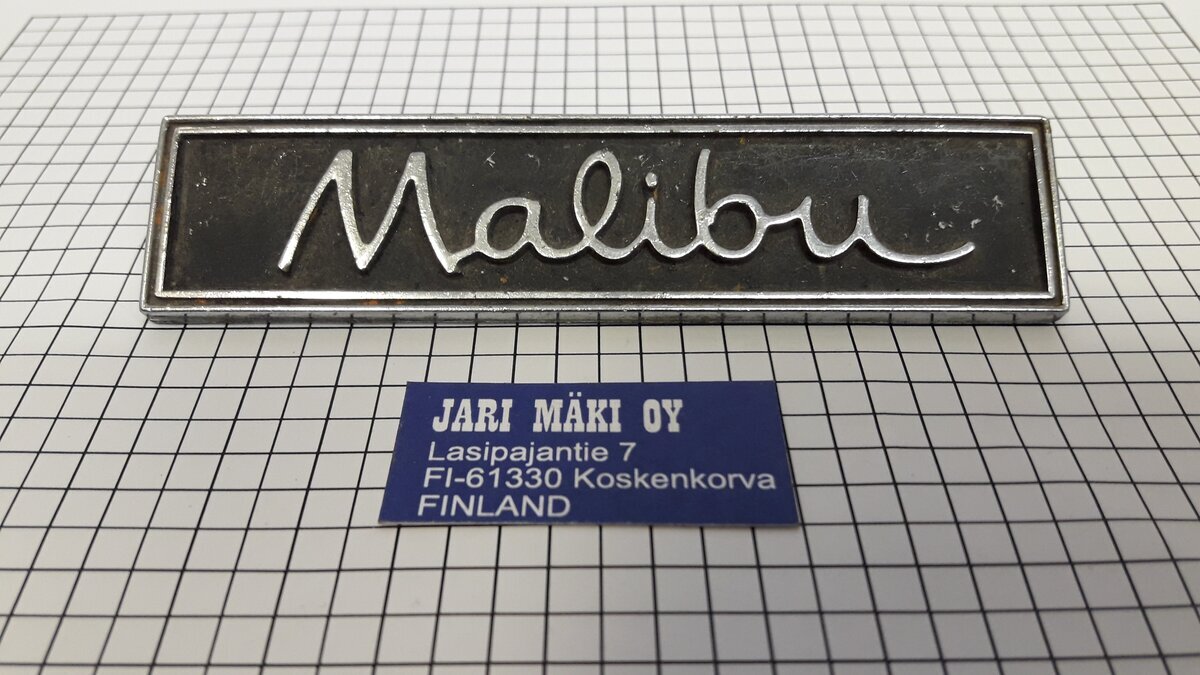 Malibu
JARI MÄKI OY
Lasipajantie 7
FI-61330 Koskenkorva
FINLAND